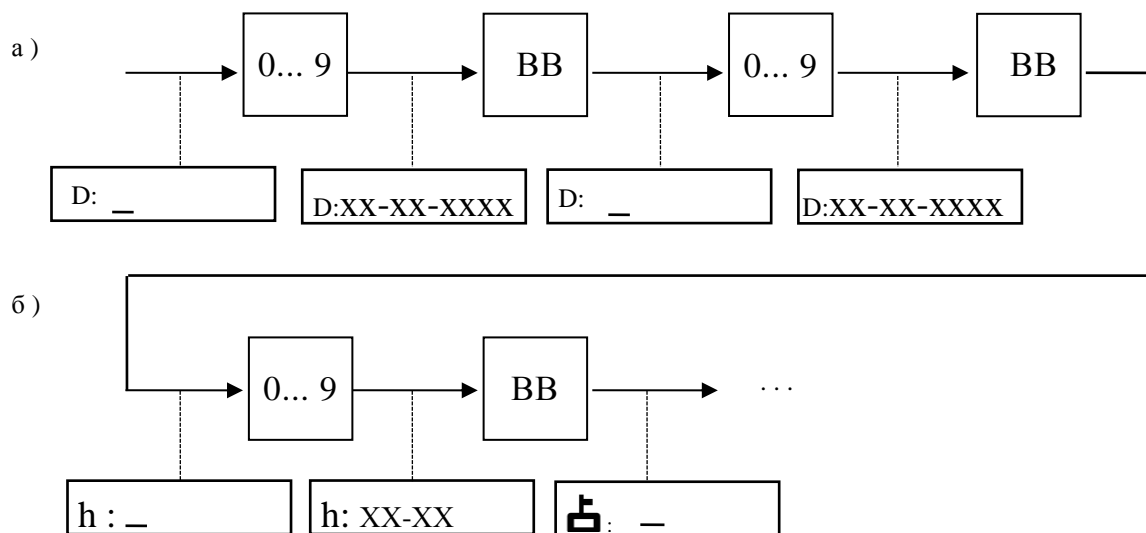 а )
0... 9 ВВ 0... 9 ВВ
D: _ D:XX-XX-XXXX D: _ D:XX-XX-XXXX
б )
0... 9 ВВ . . .
h : _ h: XX-XX : _